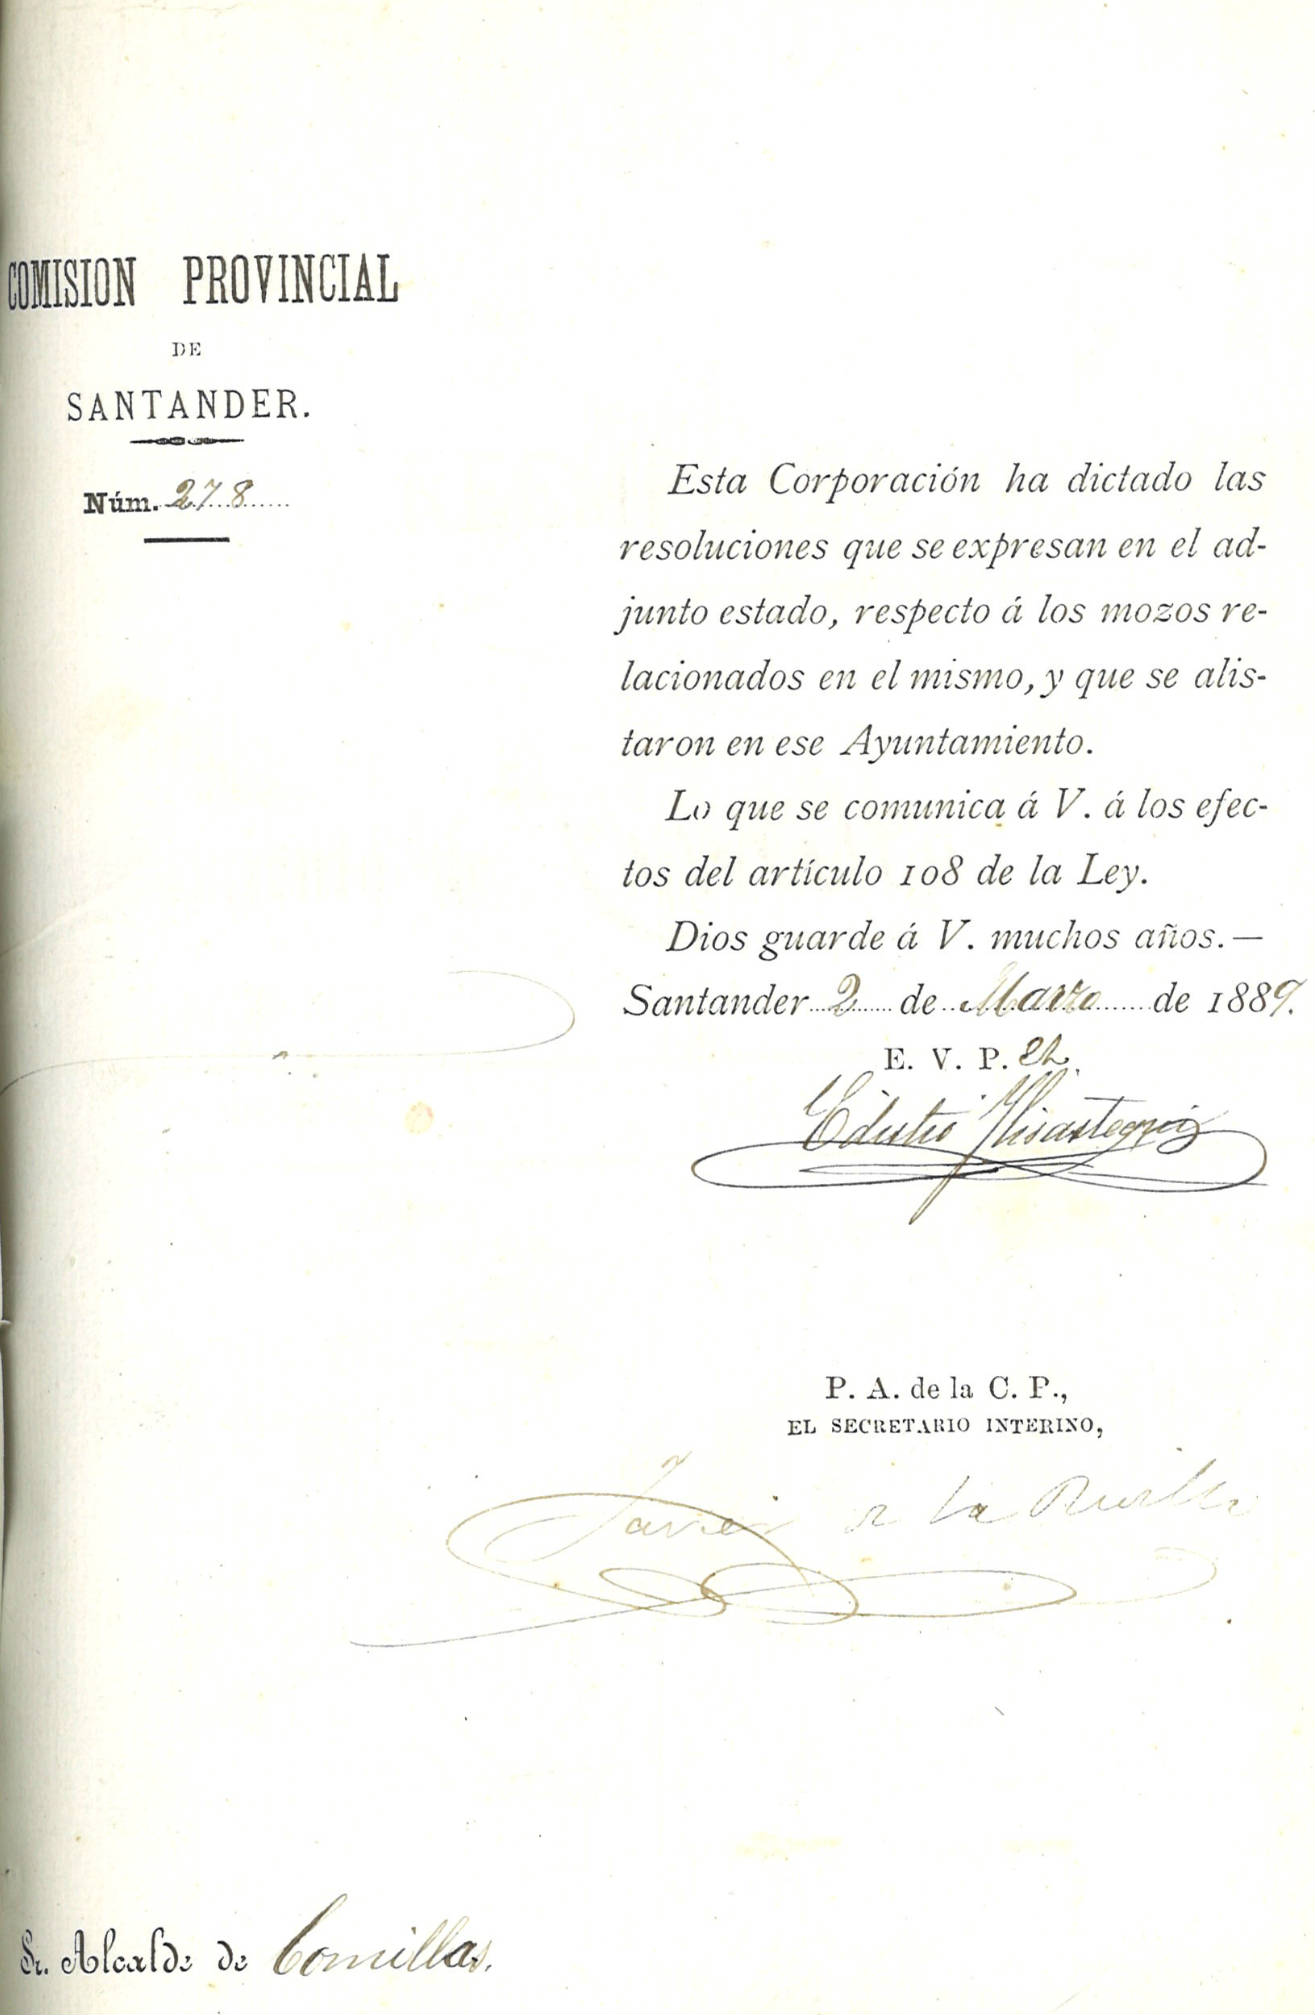 COMISION PROVINCIAL
DE
SANTANDER.
Núm. 278
Esta Corporación ha dictado las
resoluciones que se expresan en el ad-
junto estado, respecto á los mozos re-
lacionados en el mismo, y que se alis-
taron en ese Ayuntamiento.
Lo que se comunica á V. á los efec-
tos del artículo 108 de la Ley.
Dios guarde á V. muchos años.—
Santander 2 de Marzo de 1889.
E. V. P.
P. A. de la C. P.,
EL SECRETARIO INTERINO,
Javier de la
Sr. Alcalde de Comillas.